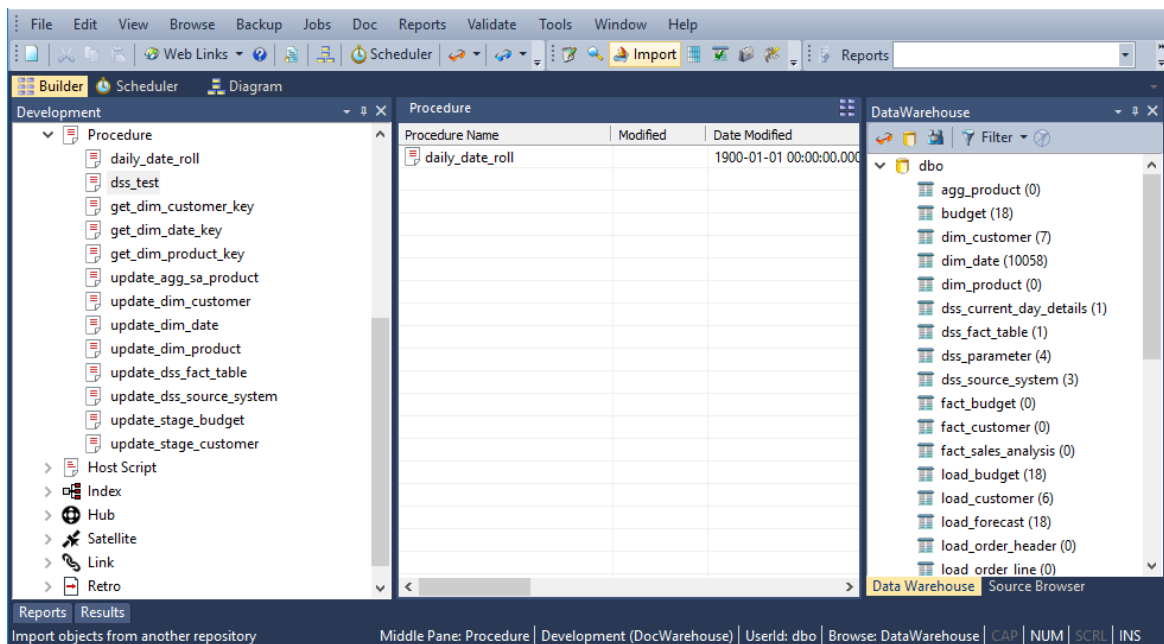 File Edit View Browse Backup Jobs Doc Reports Validate Tools Window Help
Web Links Scheduler Import Reports
Builder Scheduler Diagram
Development
Procedure
daily_date_roll
dss_test
get_dim_customer_key
get_dim_date_key
get_dim_product_key
update_agg_sa_product
update_dim_customer
update_dim_date
update_dim_product
update_dss_fact_table
update_dss_source_system
update_stage_budget
update_stage_customer
Host Script
Index
Hub
Satellite
Link
Retro
Procedure
Procedure Name Modified Date Modified
daily_date_roll 1900-01-01 00:00:00.000
DataWarehouse
Filter
dbo
agg_product (0)
budget (18)
dim_customer (7)
dim_date (10058)
dim_product (0)
dss_current_day_details (1)
dss_fact_table (1)
dss_parameter (4)
dss_source_system (3)
fact_budget (0)
fact_customer (0)
fact_sales_analysis (0)
load_budget (18)
load_customer (6)
load_forecast (18)
load_order_header (0)
load_order_line (0)
Data Warehouse Source Browser
Reports Results
Import objects from another repository Middle Pane: Procedure Development (DocWarehouse) UserId: dbo Browse: DataWarehouse CAP NUM SCRL INS